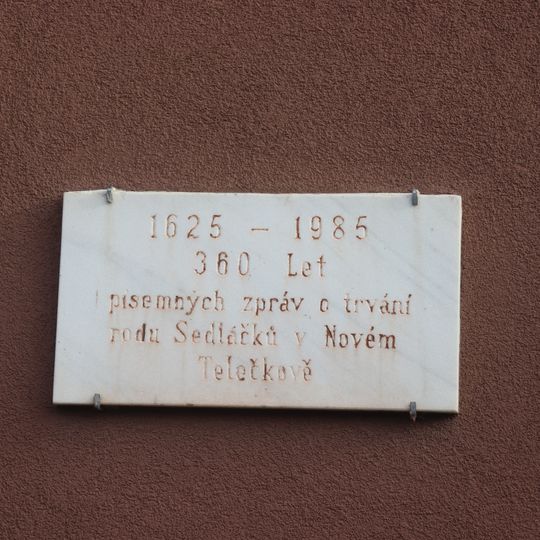 1625 – 1985
360 Let
písemných zpráv o trvání
rodu Sedláčků v Novém
Telečkově